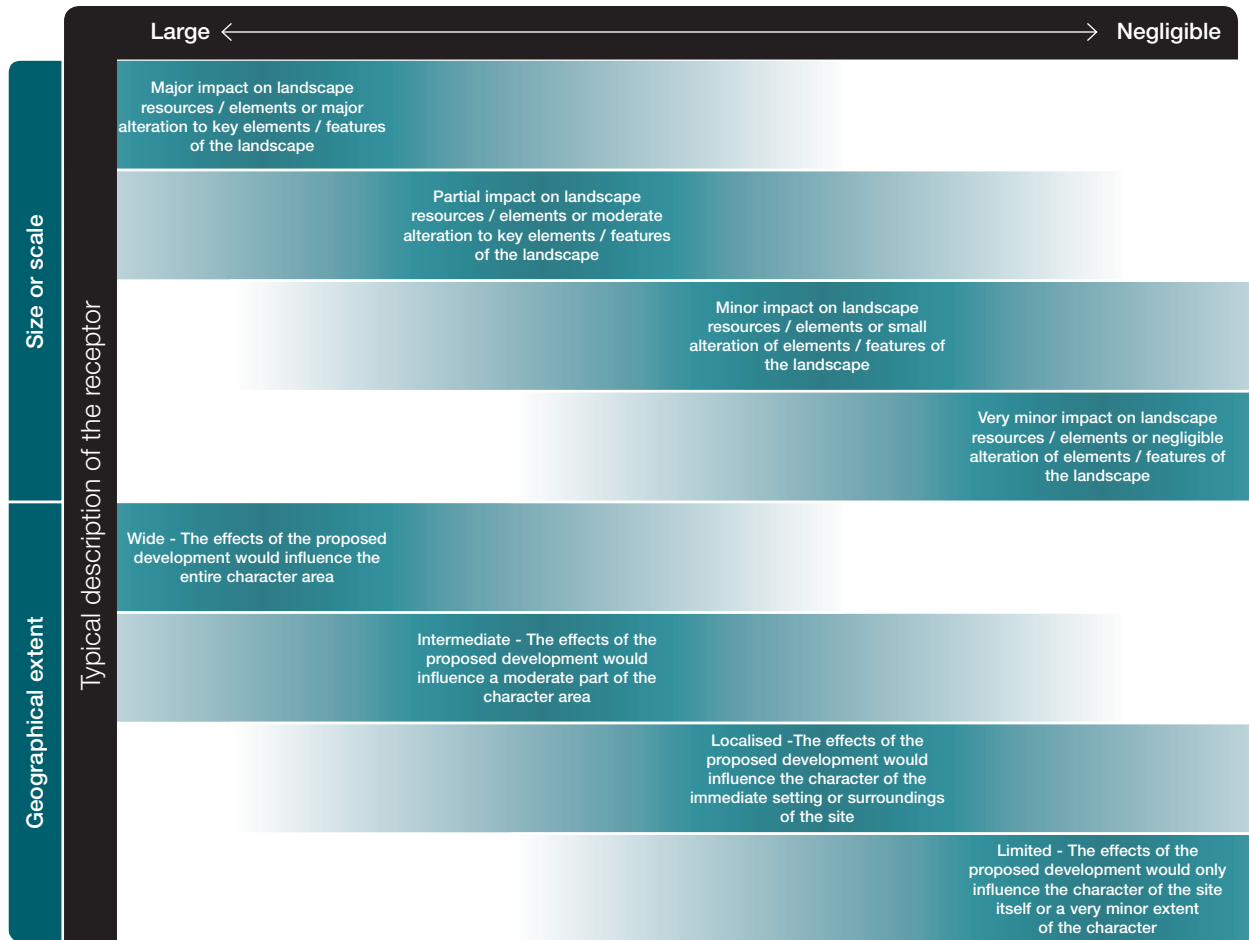 Large
Negligible
Size or scale
Typical description of the receptor
Major impact on landscape
resources / elements or major
alteration to key elements / features
of the landscape
Partial impact on landscape
resources / elements or moderate
alteration to key elements / features
of the landscape
Minor impact on landscape
resources / elements or small
alteration of elements / features of
the landscape
Very minor impact on landscape
resources / elements or negligible
alteration of elements / features of
the landscape
Geographical extent
Wide - The effects of the proposed
development would influence the
entire character area
Intermediate - The effects of the
proposed development would
influence a moderate part of the
character area
Localised -The effects of the
proposed development would
influence the character of the
immediate setting or surroundings
of the site
Limited - The effects of the
proposed development would only
influence the character of the site
itself or a very minor extent
of the character